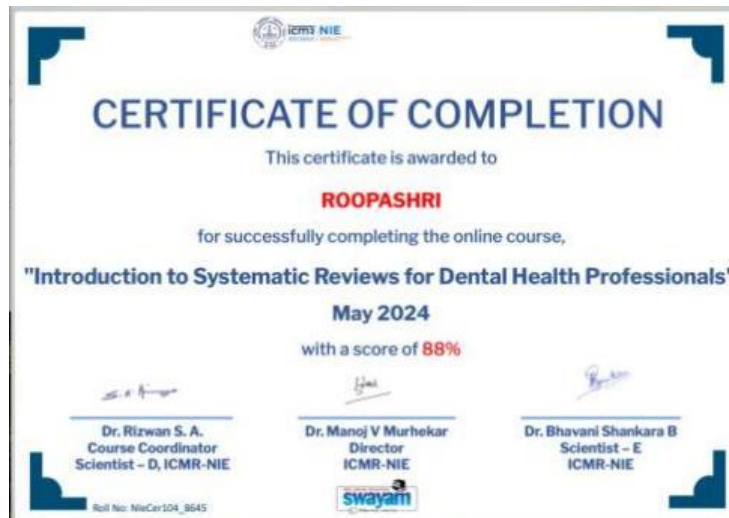 icmr NIE
CERTIFICATE OF COMPLETION
This certificate is awarded to
ROOPASHRI
for successfully completing the online course,
"Introduction to Systematic Reviews for Dental Health Professionals"
May 2024
with a score of 88%
Dr. Rizwan S. A.
Course Coordinator
Scientist – D, ICMR-NIE
Dr. Manoj V Murhekar
Director
ICMR-NIE
Dr. Bhavani Shankara B
Scientist – E
ICMR-NIE
swayam
Roll No: NieCer104_8645